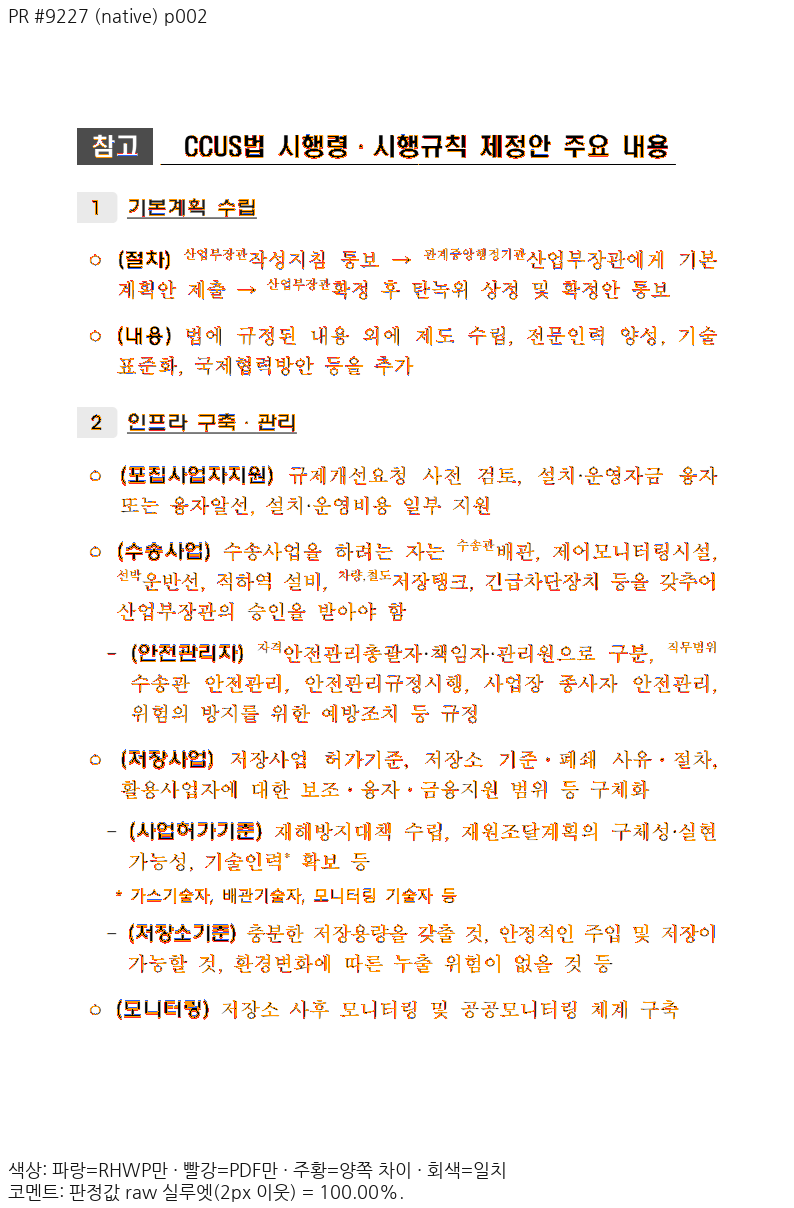 PR #9227 (native) p002
참고 CCUS법 시행령 · 시행규칙 제정안 주요 내용
1 기본계획 수립
○ (절차) 산업부장관작성지침 통보 → 관계중앙행정기관산업부장관에게 기본
계획안 제출 → 산업부장관확정 후 탄녹위 상정 및 확정안 통보
○ (내용) 법에 규정된 내용 외에 제도 수립, 전문인력 양성, 기술
표준화, 국제협력방안 등을 추가
2 인프라 구축 · 관리
○ (포집사업자지원) 규제개선요청 사전 검토, 설치·운영자금 융자
또는 융자알선, 설치·운영비용 일부 지원
○ (수송사업) 수송사업을 하려는 자는 수송관배관, 제어모니터링시설,
선박운반선, 적하역 설비, 차량,철도저장탱크, 긴급차단장치 등을 갖추어
산업부장관의 승인을 받아야 함
- (안전관리자) 자격안전관리총괄자·책임자·관리원으로 구분, 직무범위
수송관 안전관리, 안전관리규정시행, 사업장 종사자 안전관리,
위험의 방지를 위한 예방조치 등 규정
○ (저장사업) 저장사업 허가기준, 저장소 기준·폐쇄 사유·절차,
활용사업자에 대한 보조·융자·금융지원 범위 등 구체화
- (사업허가기준) 재해방지대책 수립, 재원조달계획의 구체성·실현
가능성, 기술인력* 확보 등
* 가스기술자, 배관기술자, 모니터링 기술자 등
- (저장소기준) 충분한 저장용량을 갖출 것, 안정적인 주입 및 저장이
가능할 것, 환경변화에 따른 누출 위험이 없을 것 등
○ (모니터링) 저장소 사후 모니터링 및 공공모니터링 체계 구축
색상: 파랑=RHWP만 · 빨강=PDF만 · 주황=양쪽 차이 · 회색=일치
코멘트: 판정값 raw 실루엣(2px 이웃) = 100.00%.